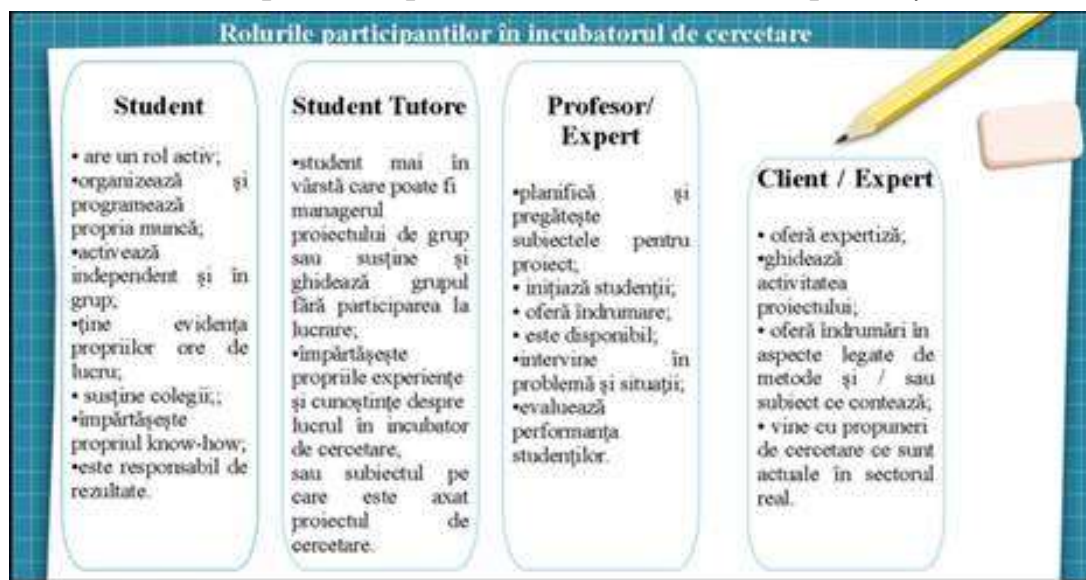 Rolurile participanților în incubatorul de cercetare
Student
• are un rol activ;
•organizează și
programează
propria muncă;
•activează
independent și în
grup;
•ține evidența
propriilor ore de
lucru;
• susține colegii;;
•împărtășește
propriul know-how;
•este responsabil de
rezultate.
Student Tutore
•student mai în
vârstă care poate fi
managerul
proiectului de grup
sau susține și
ghidează grupul
fără participarea la
lucrare;
•împărtășește
propriile experiențe
și cunoștințe despre
lucrul în incubator
de cercetare,
sau subiectul pe
care este axat
proiectul de
cercetare.
Profesor/
Expert
•planifică și
pregătește
subiectele pentru
proiect;
• inițiază studenții;
• oferă îndrumare;
• este disponibil;
•intervine în
problemă și situații;
•evaluează
performanța
studenților.
Client / Expert
• oferă expertiză;
•ghidează
activitatea
proiectului;
• oferă îndrumări în
aspecte legate de
metode și / sau
subiect ce contează;
• vine cu propuneri
de cercetare ce sunt
actuale în sectorul
real.